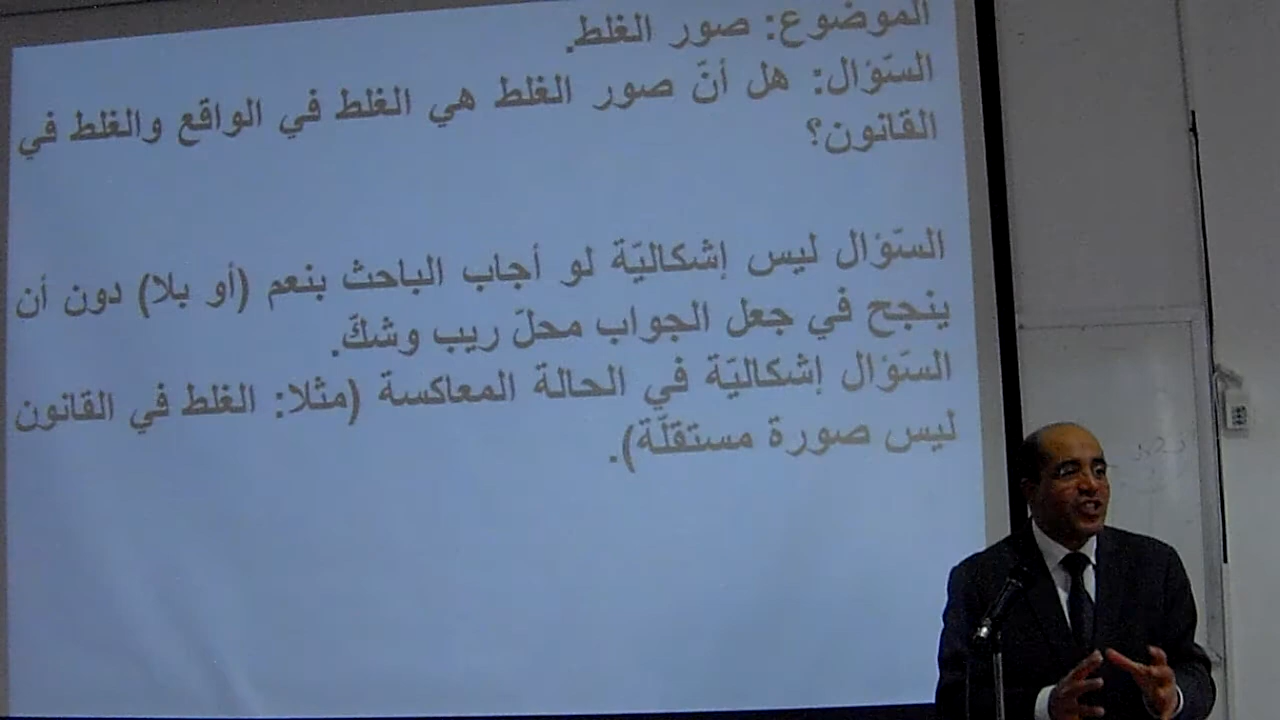 الموضوع: صور الغلط.
السّؤال: هل أنّ صور الغلط هي الغلط في الواقع والغلط في
القانون؟
السّؤال ليس إشكاليّة لو أجاب الباحث بنعم (أو بلا) دون أن
ينجح في جعل الجواب محلّ ريب وشكّ.
السّؤال إشكاليّة في الحالة المعاكسة (مثلا: الغلط في القانون
ليس صورة مستقلّة).